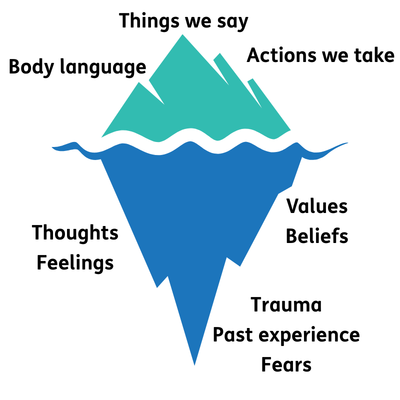 Things we say
Actions we take
Body language
Values
Beliefs
Thoughts
Feelings
Trauma
Past experience
Fears